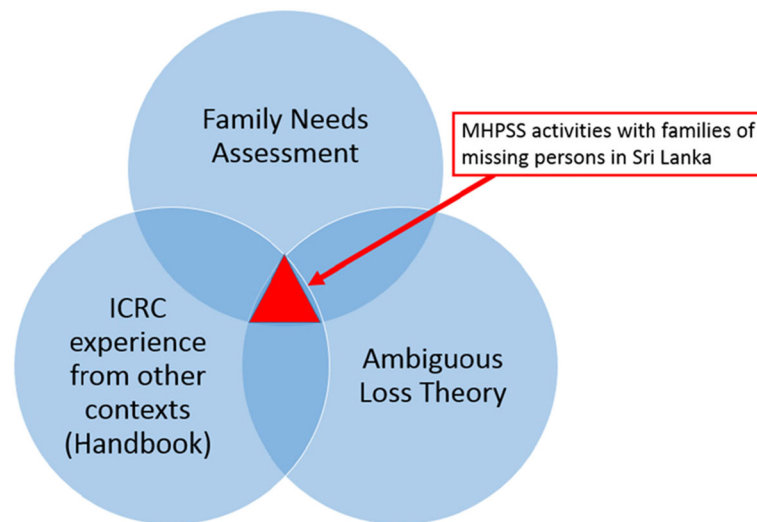 Family Needs
Assessment
MHPSS activities with families of
missing persons in Sri Lanka
ICRC
experience
from other
contexts
(Handbook)
Ambiguous
Loss Theory